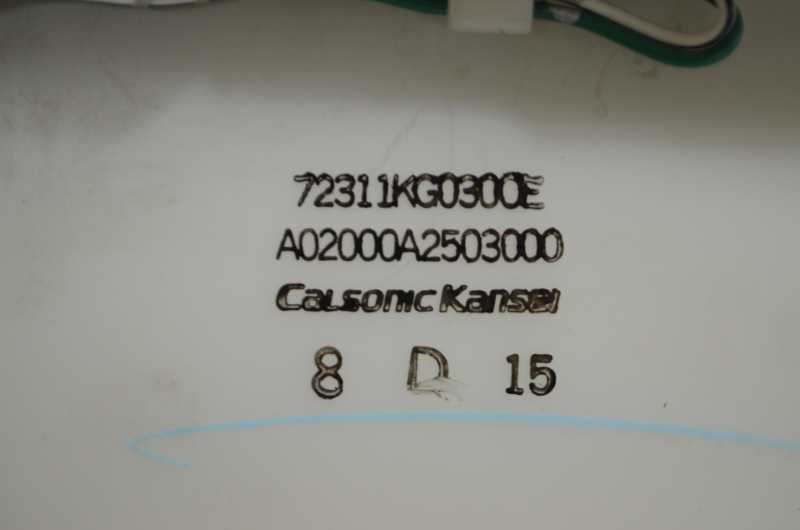 72311KG0300E
A02000A2503000
Calsonic Kansei
8 D 15